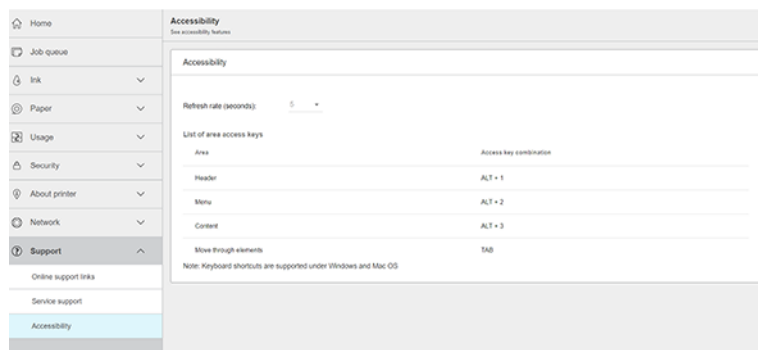 Home
Job queue
Ink
Paper
Usage
Security
About printer
Network
Support
Online support links
Service support
Accessibility
Accessibility
See accessibility features
Accessibility
Refresh rate (seconds): 5
List of area access keys
Area Access key combination
Header ALT + 1
Menu ALT + 2
Content ALT + 3
Move through elements TAB
Note: Keyboard shortcuts are supported under Windows and Mac OS